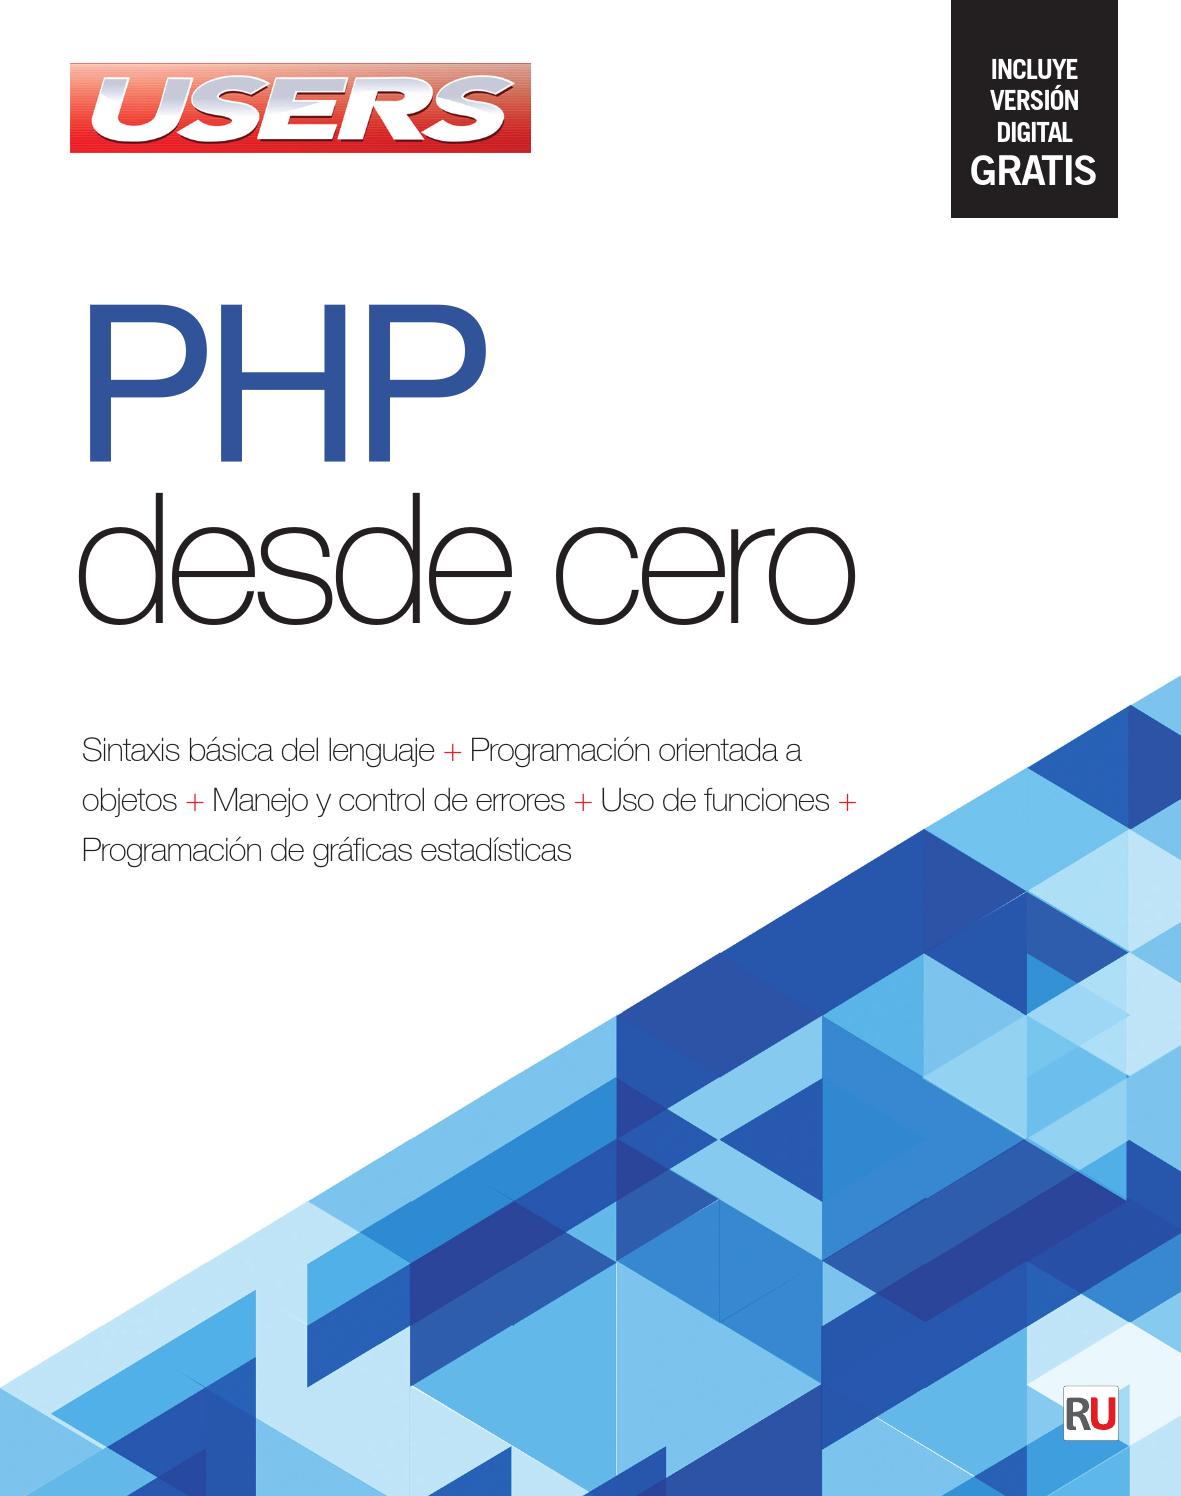 USERS
INCLUYE
VERSIÓN
DIGITAL
GRATIS
PHP
desde cero
Sintaxis básica del lenguaje + Programación orientada a
objetos + Manejo y control de errores + Uso de funciones +
Programación de gráficas estadísticas
RU